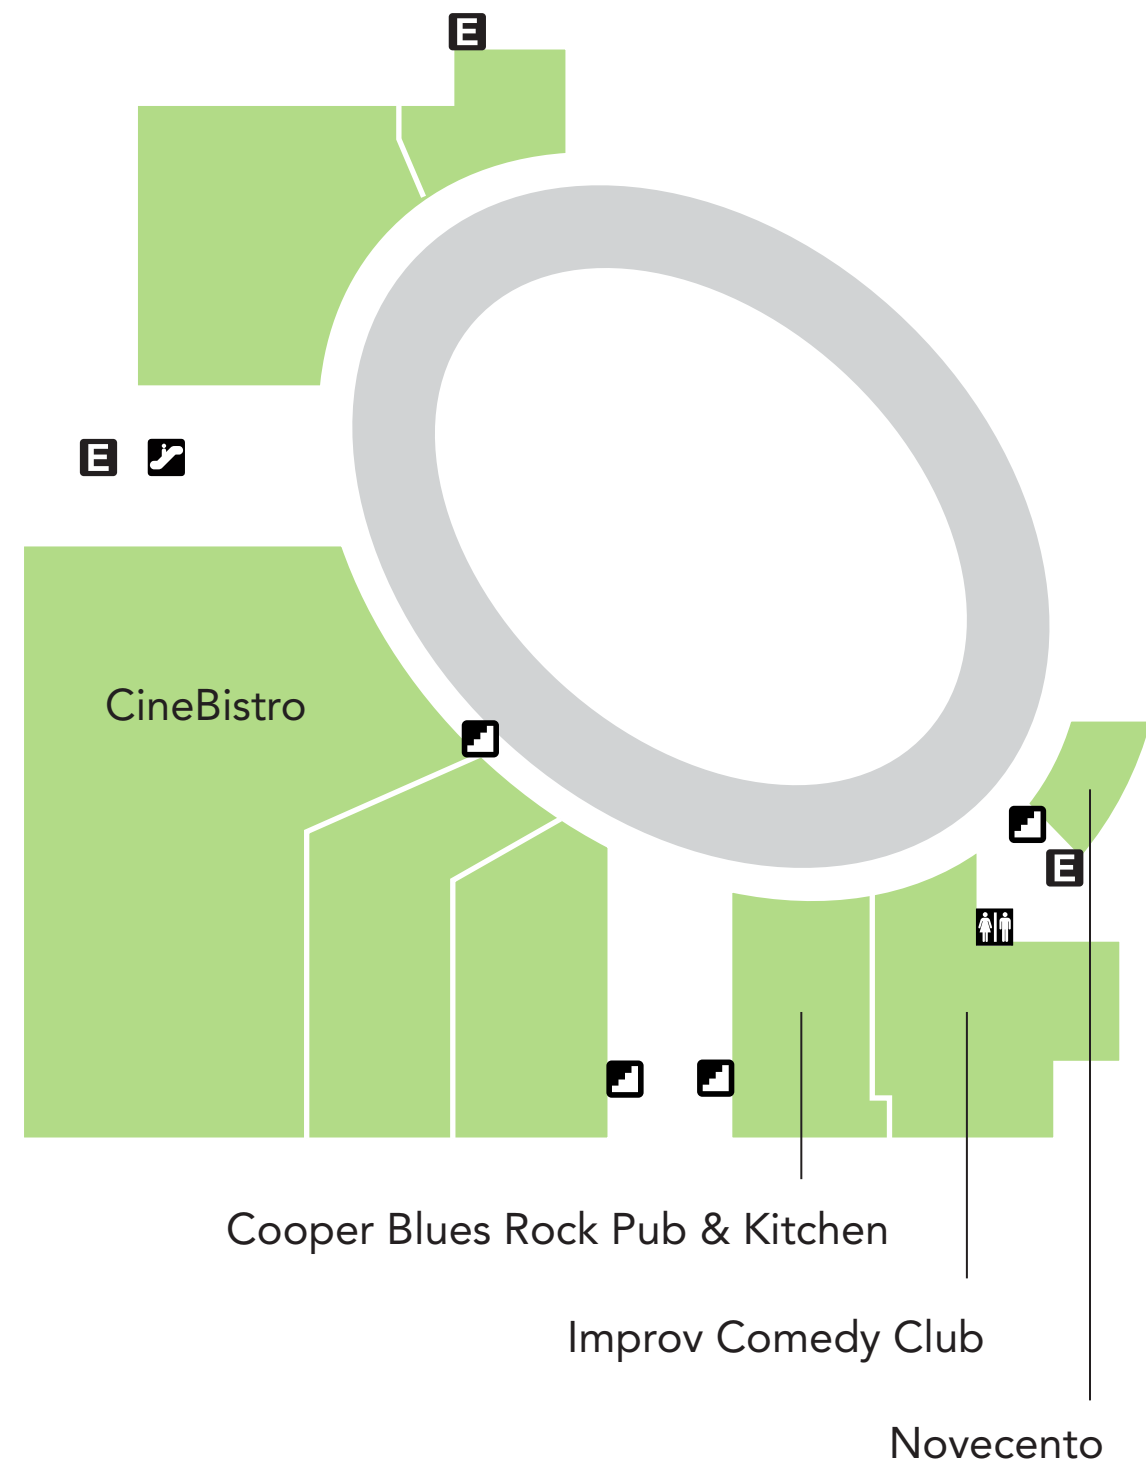 E
E
CineBistro
E
Cooper Blues Rock Pub & Kitchen
Improv Comedy Club
Novecento